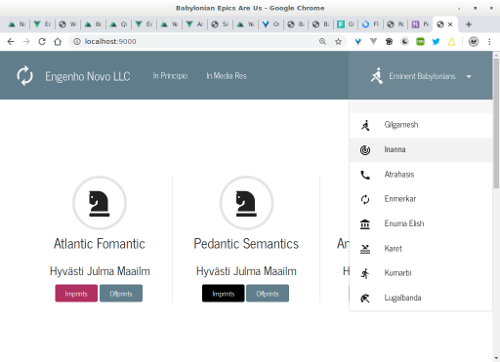 Babylonian Epics Are Us - Google Chrome
localhost:9000
Engenho Novo LLC
In Principio
In Media Res
Eminent Babylonians
Gilgamesh
Inanna
Atrahasis
Enmerkar
Enuma Elish
Karet
Kumarbi
Lugalbanda
Atlantic Fomantic
Pedantic Semantics
Hyvästi Julma Maailm
Hyvästi Julma Maailm
Imprints
Offprints
Imprints
Offprints